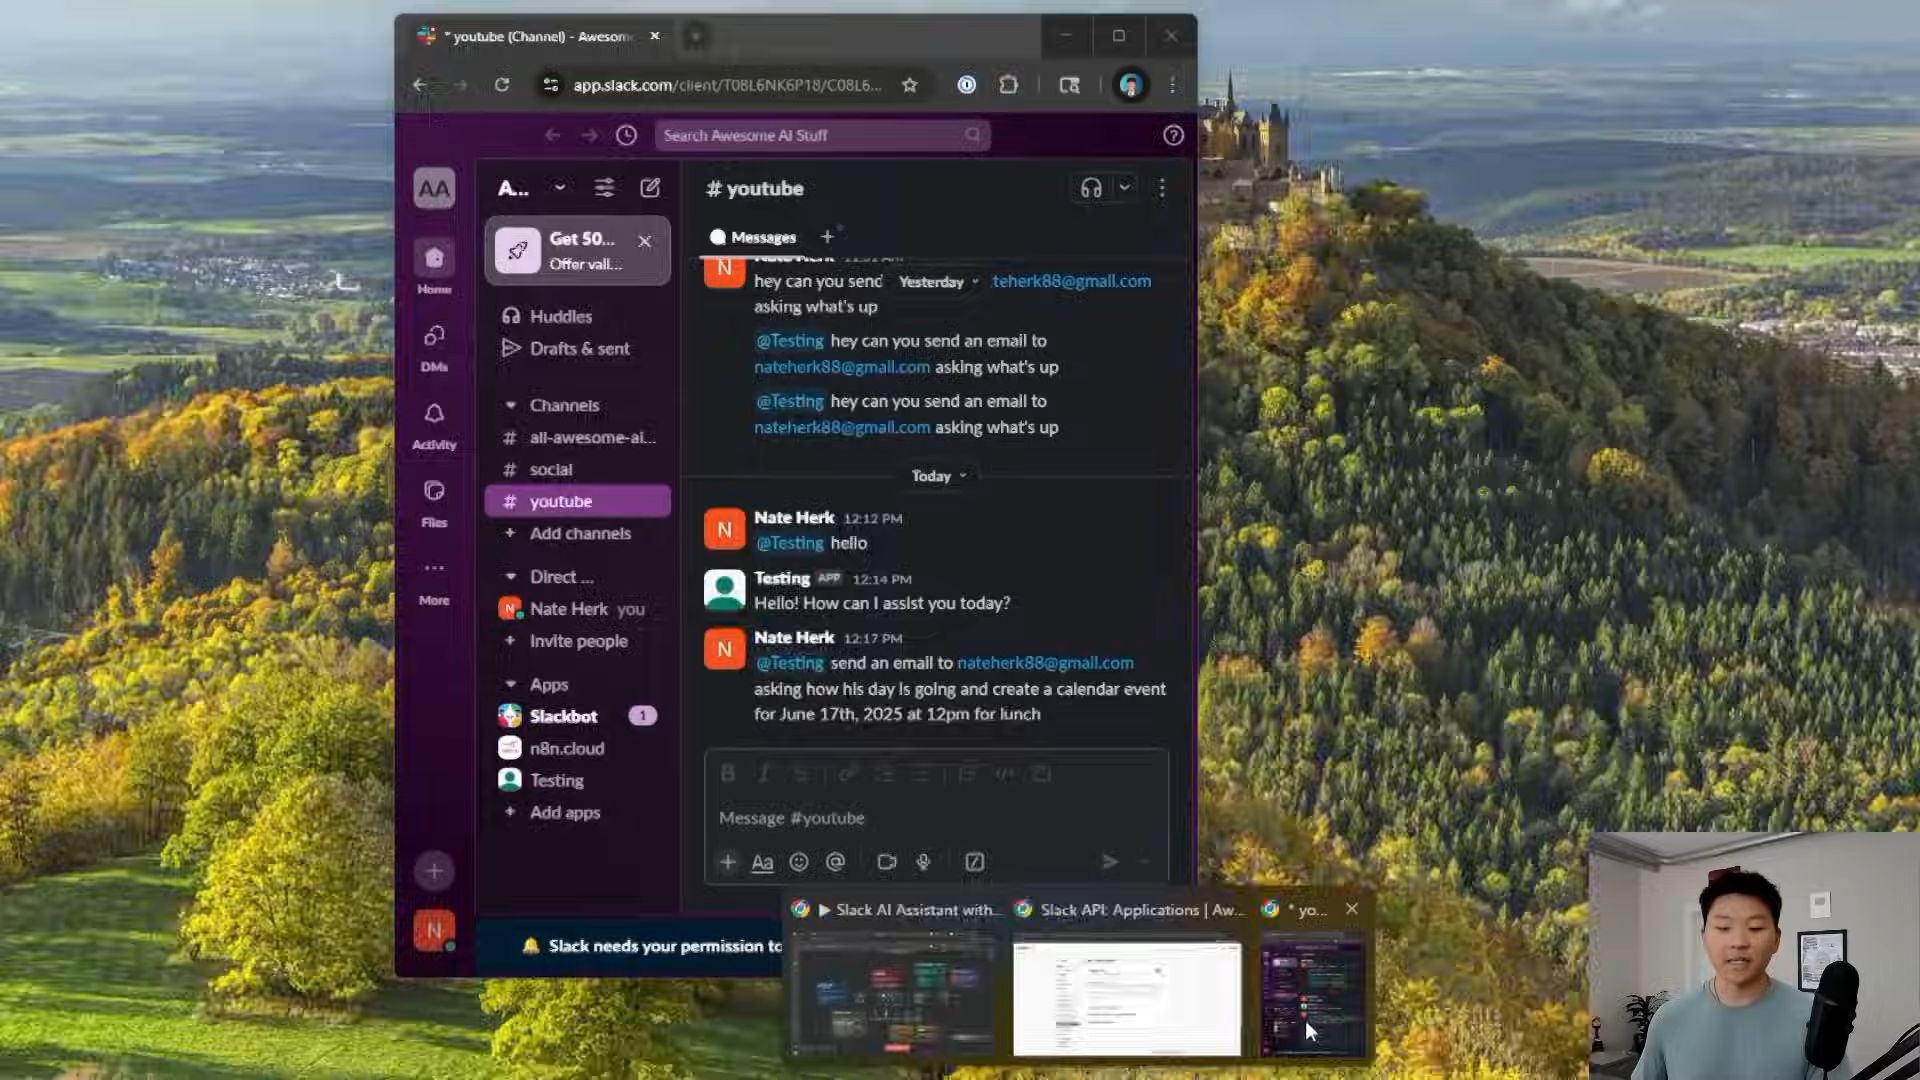 * youtube (Channel) - Awesom
app.slack.com/client/T08L6NK6P18/C08L6...
Search Awesome AI Stuff
AA
A...
# youtube
Get 50...
Offer vali...
Messages
Home
Huddles
Drafts & sent
DMs
Channels
Activity
# all-awesome-ai...
# social
# youtube
Files
+ Add channels
Direct ...
More
N Nate Herk you
+ Invite people
Apps
Slackbot 1
n8n.cloud
Testing
+ Add apps
N
N
hey can you send
Yesterday
teherk88@gmail.com
asking what's up
@Testing hey can you send an email to
nateherk88@gmail.com asking what's up
@Testing hey can you send an email to
nateherk88@gmail.com asking what's up
Today
N
Nate Herk 12:12 PM
@Testing hello
Testing APP 12:14 PM
Hello! How can I assist you today?
N
Nate Herk 12:17 PM
@Testing send an email to nateherk88@gmail.com
asking how his day is going and create a calendar event
for June 17th, 2025 at 12pm for lunch
Message #youtube
Aa
Slack needs your permission to
Slack AI Assistant with...
Slack API: Applications | Aw...
* yo...